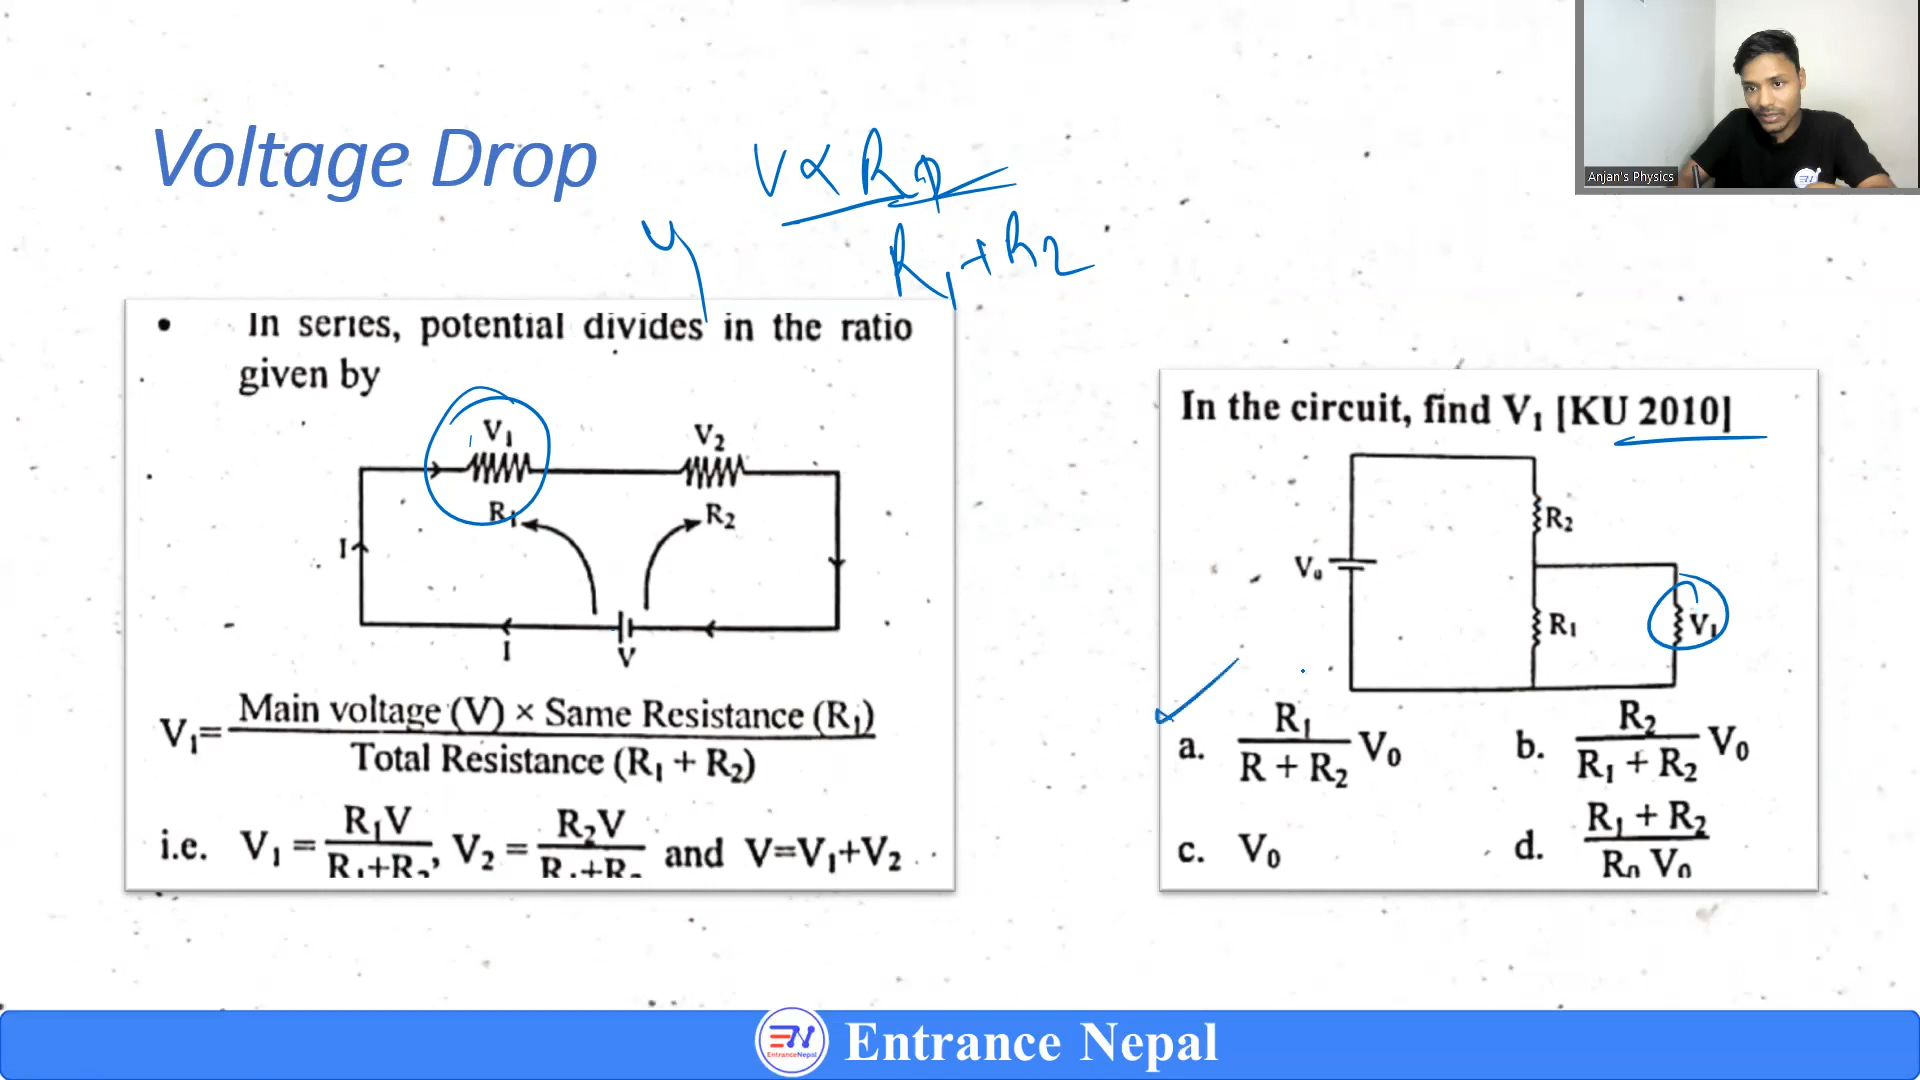 Anjan's Physics
Voltage Drop
V ∝ R
R₁ + R₂
• In series, potential divides in the ratio
given by
V₁ V₂
R₁ R₂
I
I
V
V₁= Main voltage (V) × Same Resistance (R₁)
Total Resistance (R₁ + R₂)
i.e. V₁ = R₁V / R₁+R₂, V₂ = R₂V / R₁+R₂ and V=V₁+V₂
In the circuit, find V₁ [KU 2010]
R₂
V₀
R₁ V₁
a. R₁ / R + R₂ V₀ b. R₂ / R₁ + R₂ V₀
c. V₀ d. R₁ + R₂ / R₀ V₀
EN
EntranceNepal
Entrance Nepal